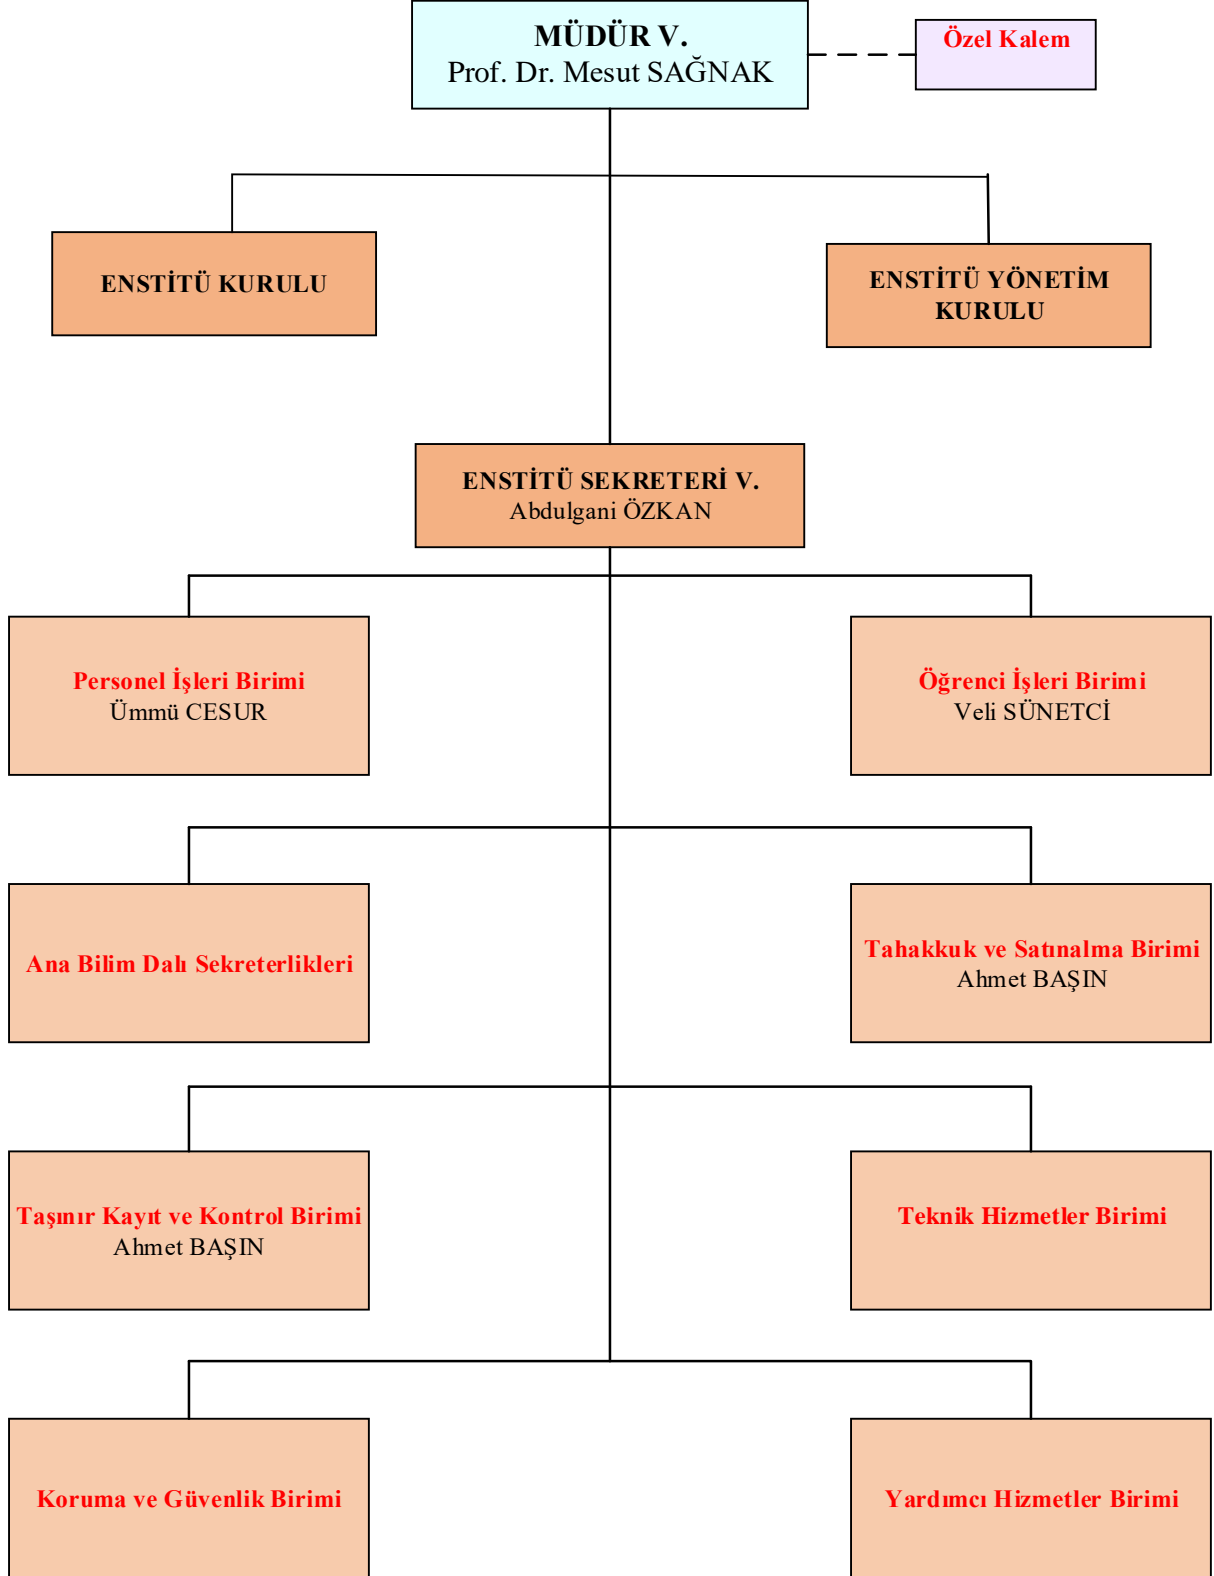 MÜDÜR V.
Prof. Dr. Mesut SAĞNAK
Özel Kalem
ENSTİTÜ KURULU
ENSTİTÜ YÖNETİM
KURULU
ENSTİTÜ SEKRETERİ V.
Abdulgani ÖZKAN
Personel İşleri Birimi
Ümmü CESUR
Öğrenci İşleri Birimi
Veli SÜNETCİ
Ana Bilim Dalı Sekreterlikleri
Tahakkuk ve Satınalma Birimi
Ahmet BAŞIN
Taşınır Kayıt ve Kontrol Birimi
Ahmet BAŞIN
Teknik Hizmetler Birimi
Koruma ve Güvenlik Birimi
Yardımcı Hizmetler Birimi